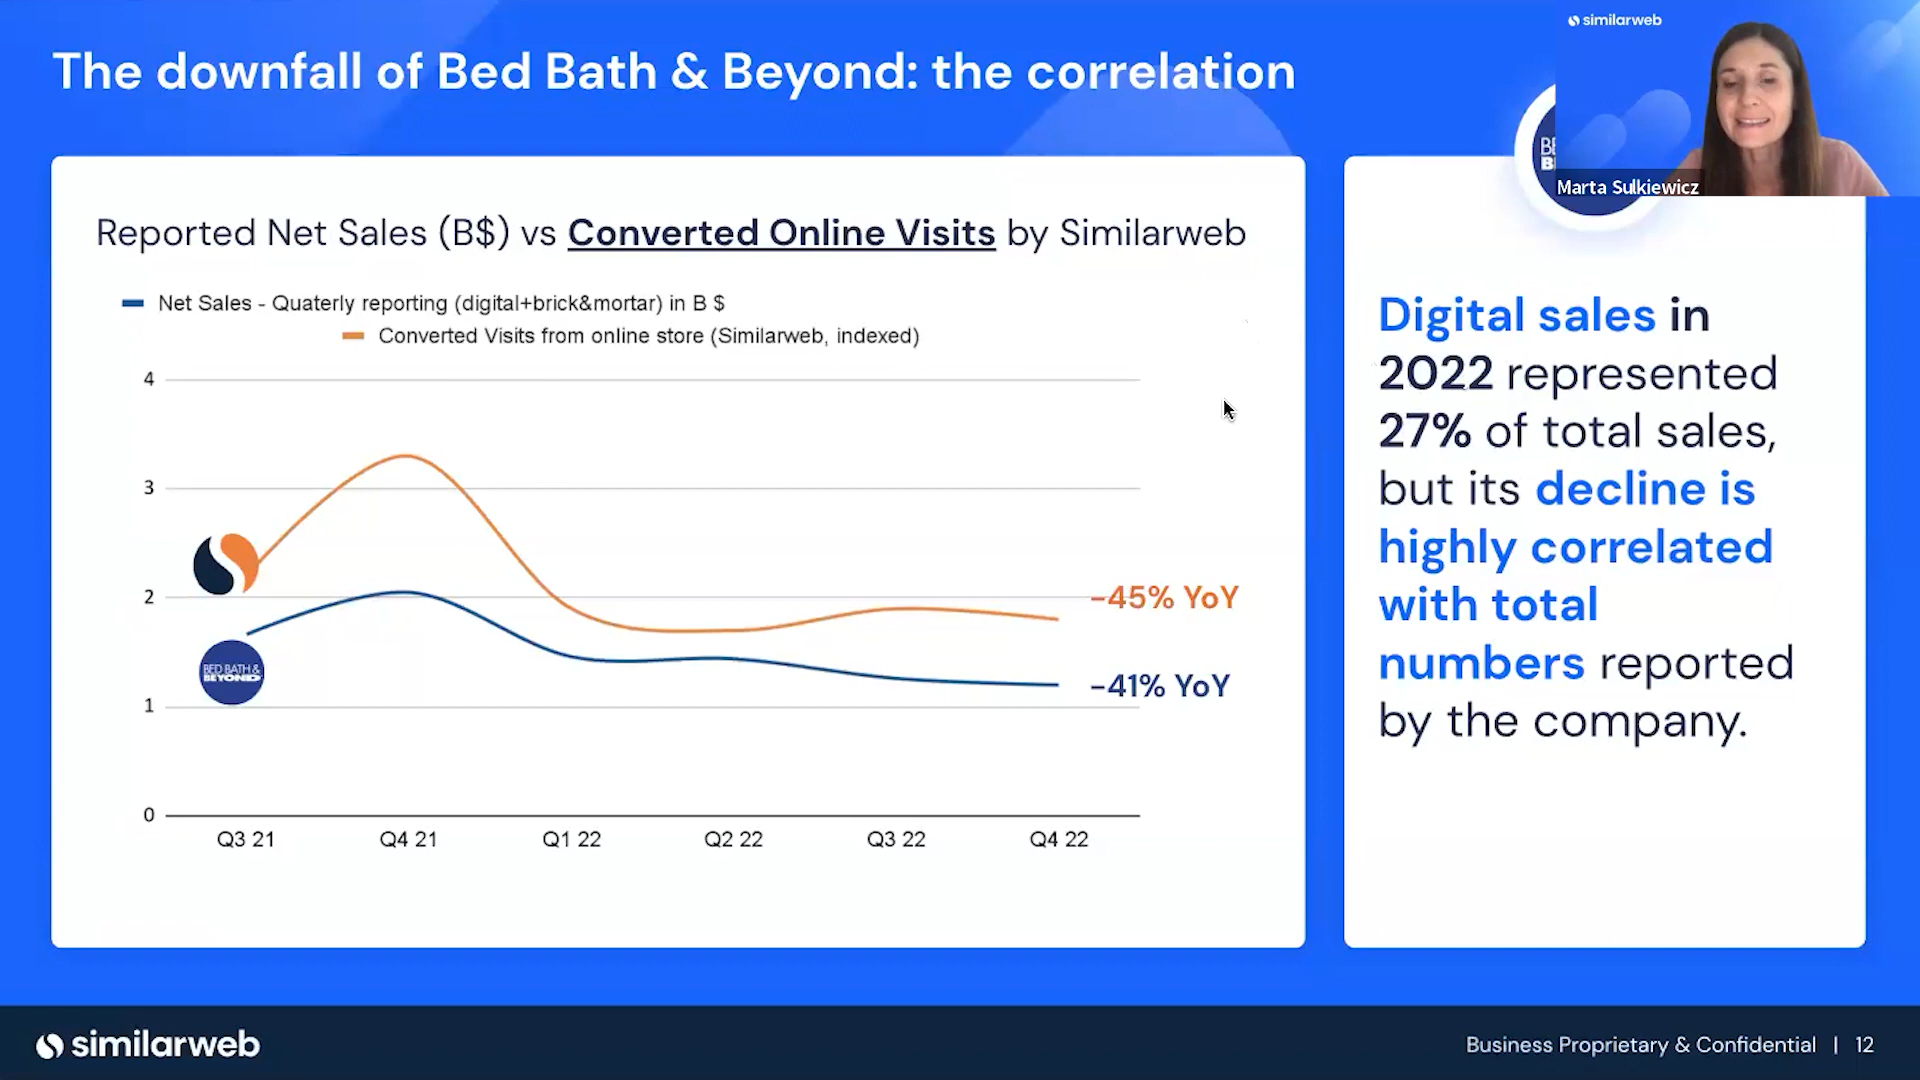 similarweb
The downfall of Bed Bath & Beyond: the correlation
Marta Sulkiewicz
Reported Net Sales (B$) vs Converted Online Visits by Similarweb
Net Sales - Quaterly reporting (digital+brick&mortar) in B $
Converted Visits from online store (Similarweb, indexed)
4
3
2
1
0
BED BATH &
BEYOND
-45% YoY
-41% YoY
Q3 21
Q4 21
Q1 22
Q2 22
Q3 22
Q4 22
Digital sales in
2022 represented
27% of total sales,
but its decline is
highly correlated
with total
numbers reported
by the company.
similarweb
Business Proprietary & Confidential | 12